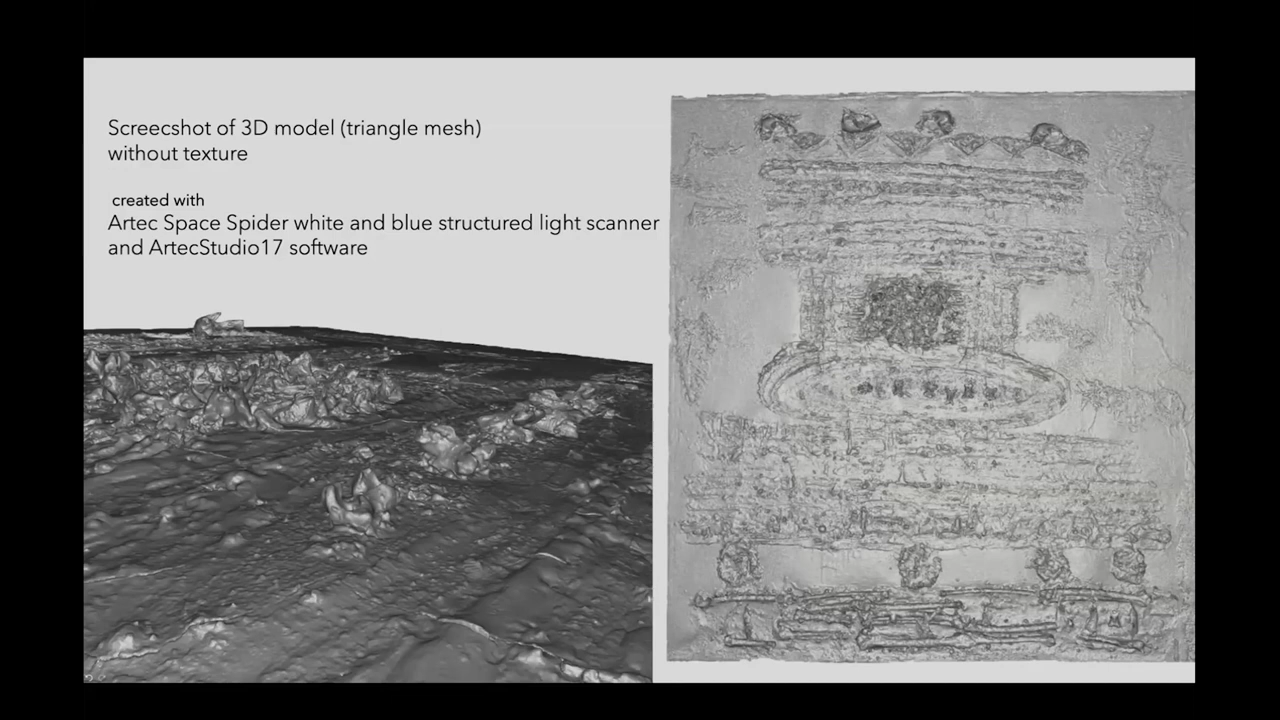 Screecshot of 3D model (triangle mesh)
without texture
created with
Artec Space Spider white and blue structured light scanner
and ArtecStudio17 software